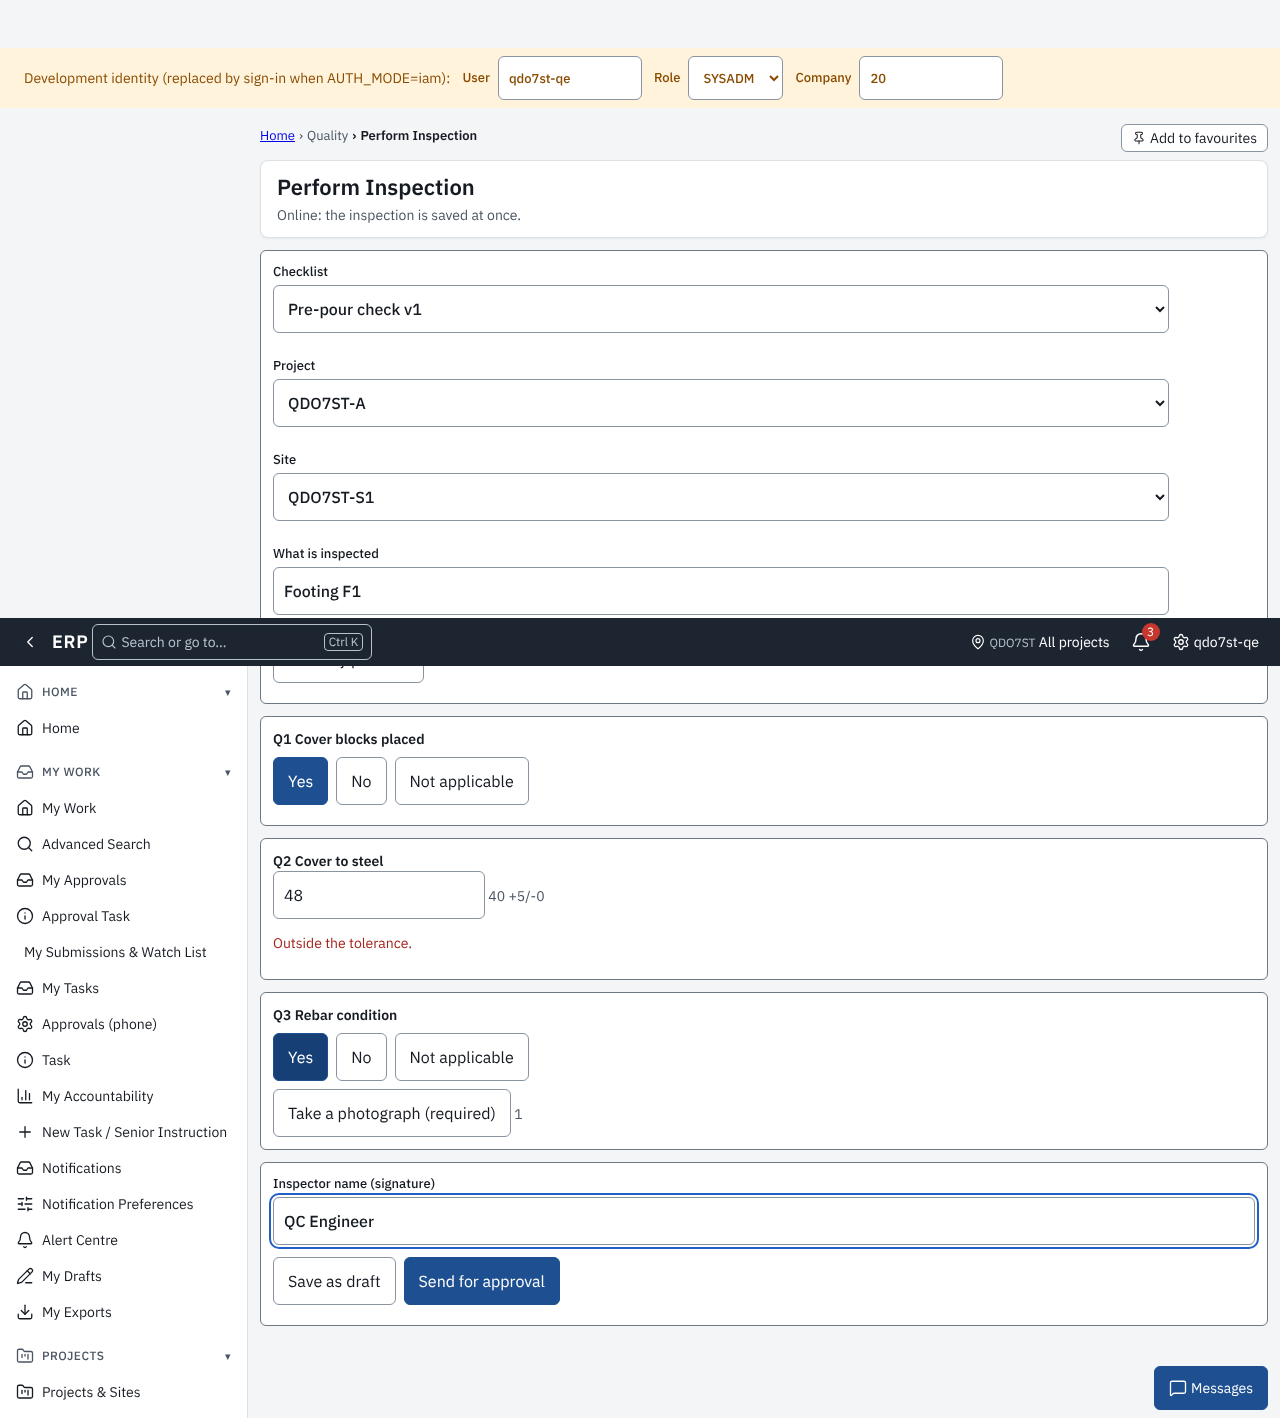 Development identity (replaced by sign-in when AUTH_MODE=iam): User qdo7st-qe Role SYSADM Company 20
Home › Quality › Perform Inspection
Add to favourites
Perform Inspection
Online: the inspection is saved at once.
Checklist
Pre-pour check v1
Project
QDO7ST-A
Site
QDO7ST-S1
What is inspected
Footing F1
ERP Search or go to... Ctrl K QDO7ST All projects 3 qdo7st-qe
HOME
Home
MY WORK
My Work
Advanced Search
My Approvals
Approval Task
My Submissions & Watch List
My Tasks
Approvals (phone)
Task
My Accountability
New Task / Senior Instruction
Notifications
Notification Preferences
Alert Centre
My Drafts
My Exports
PROJECTS
Projects & Sites
Q1 Cover blocks placed
Yes No Not applicable
Q2 Cover to steel
48 40 +5/-0
Outside the tolerance.
Q3 Rebar condition
Yes No Not applicable
Take a photograph (required) 1
Inspector name (signature)
QC Engineer
Save as draft Send for approval
Messages